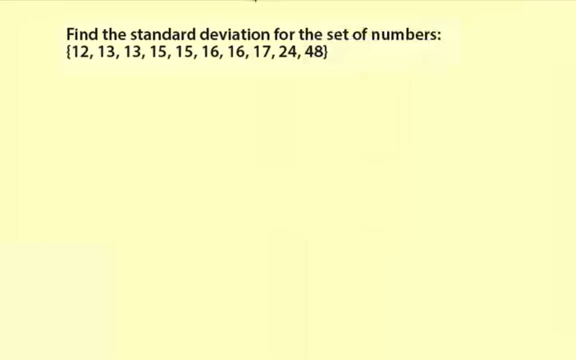 Find the standard deviation for the set of numbers:
{12, 13, 13, 15, 15, 16, 16, 17, 24, 48}